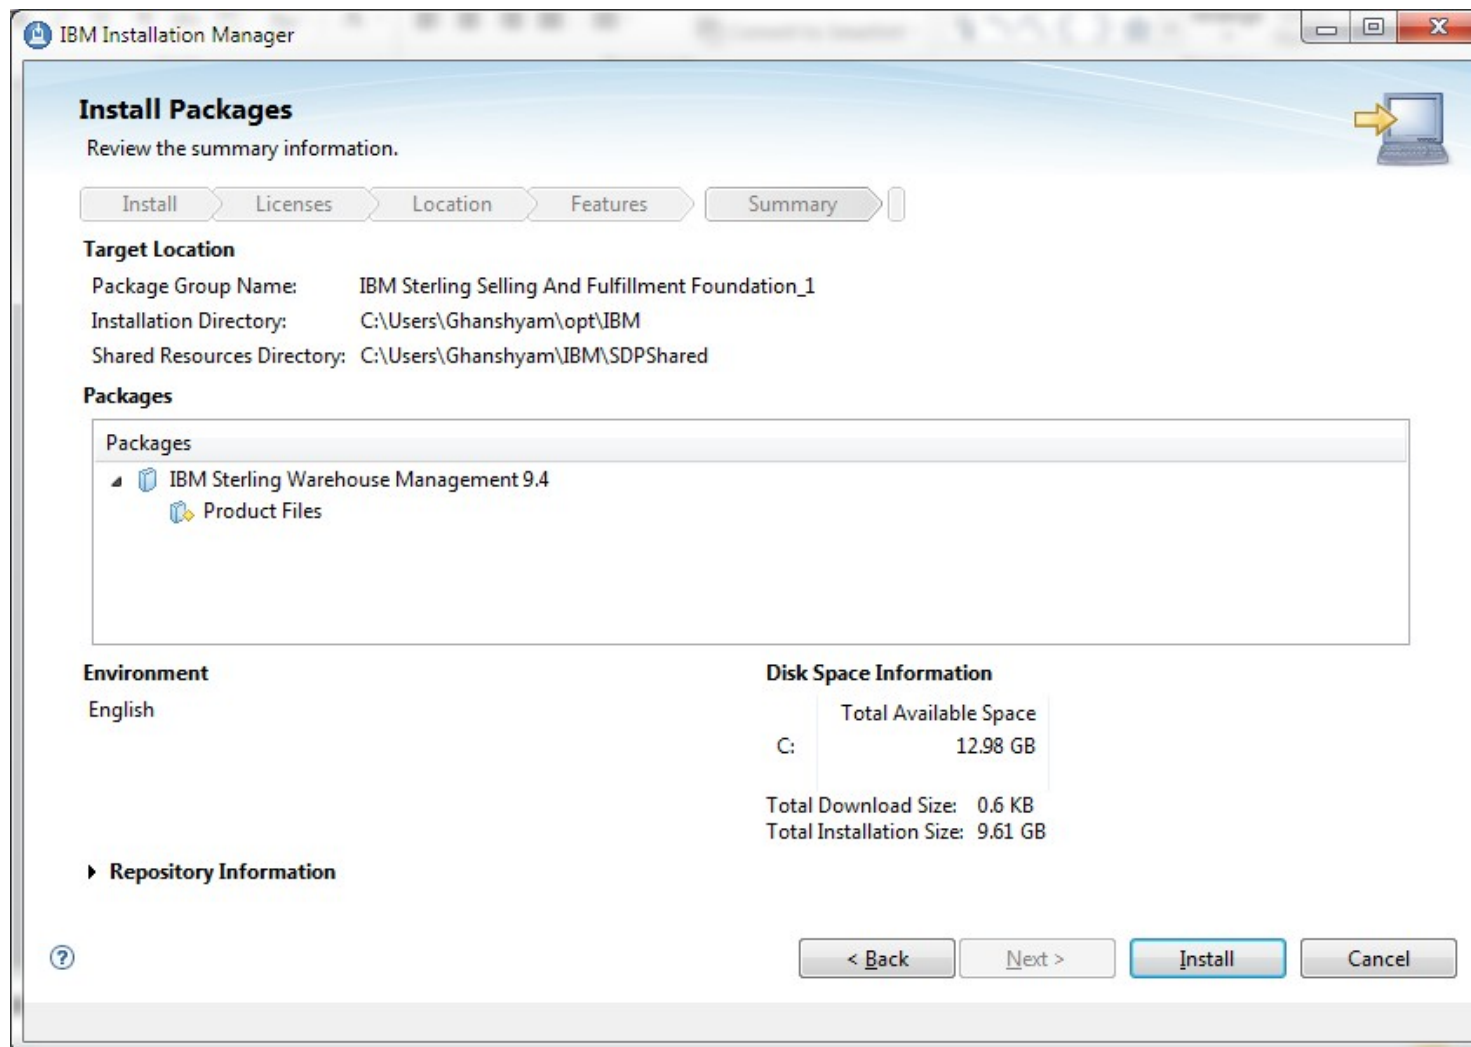 IBM Installation Manager
Install Packages
Review the summary information.
Install Licenses Location Features Summary
Target Location
Package Group Name: IBM Sterling Selling And Fulfillment Foundation_1
Installation Directory: C:\Users\Ghanshyam\opt\IBM
Shared Resources Directory: C:\Users\Ghanshyam\IBM\SDPShared
Packages
Packages
IBM Sterling Warehouse Management 9.4
Product Files
Environment Disk Space Information
English Total Available Space
C: 12.98 GB
Total Download Size: 0.6 KB
Total Installation Size: 9.61 GB
Repository Information
? < Back Next > Install Cancel